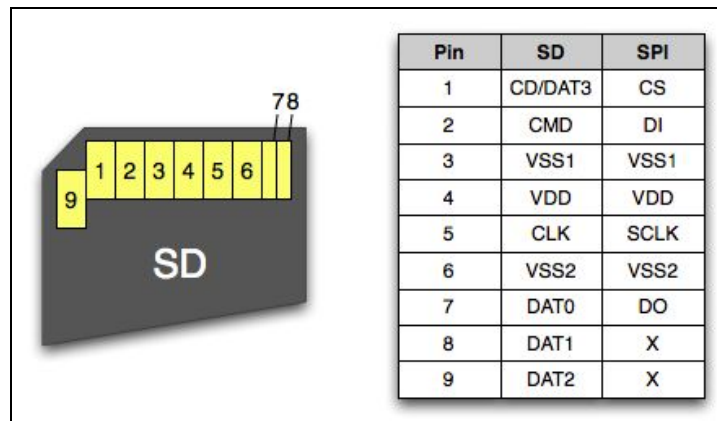 78
1 2 3 4 5 6
9
SD
Pin SD SPI
1 CD/DAT3 CS
2 CMD DI
3 VSS1 VSS1
4 VDD VDD
5 CLK SCLK
6 VSS2 VSS2
7 DAT0 DO
8 DAT1 X
9 DAT2 X